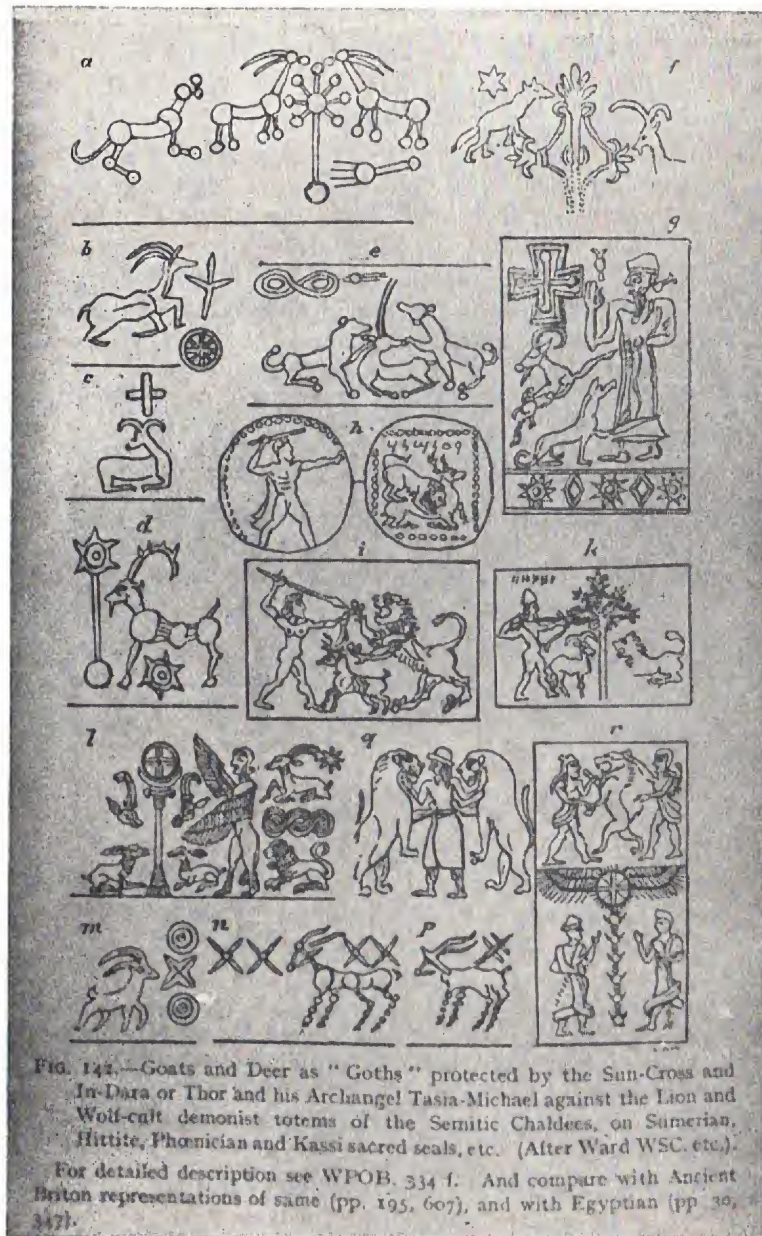 a
f
b
e
g
c
h
d
i
k
l
q
r
m
n
p
FIG. 142.—Goats and Deer as "Goths" protected by the Sun-Cross and
In-Dara or Thor and his Archangel Tasia-Michael against the Lion and
Wolf-cult demonist totems of the Semitic Chaldees, on Sumerian,
Hittite, Phœnician and Kassi sacred seals, etc. (After Ward WSC. etc.).
For detailed description see WPOB. 334 f. And compare with Ancient
Briton representations of same (pp. 195, 607), and with Egyptian (pp 30,
347).